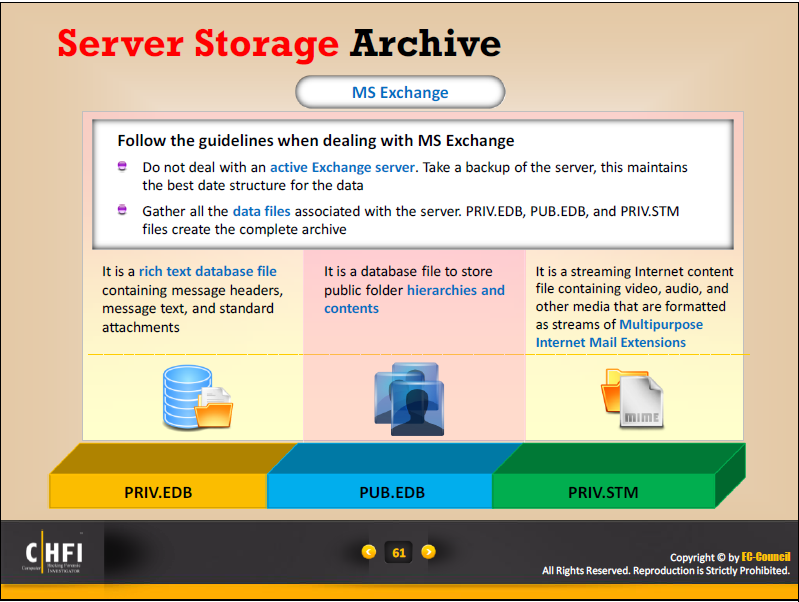 Server Storage Archive
MS Exchange
Follow the guidelines when dealing with MS Exchange
Do not deal with an active Exchange server. Take a backup of the server, this maintains
the best date structure for the data
Gather all the data files associated with the server. PRIV.EDB, PUB.EDB, and PRIV.STM
files create the complete archive
It is a rich text database file
containing message headers,
message text, and standard
attachments
It is a database file to store
public folder hierarchies and
contents
It is a streaming Internet content
file containing video, audio, and
other media that are formatted
as streams of Multipurpose
Internet Mail Extensions
MIME
PRIV.EDB
PUB.EDB
PRIV.STM
CHFI
Computer Hacking Forensic
INVESTIGATOR
61
Copyright © by EC-Council
All Rights Reserved. Reproduction is Strictly Prohibited.